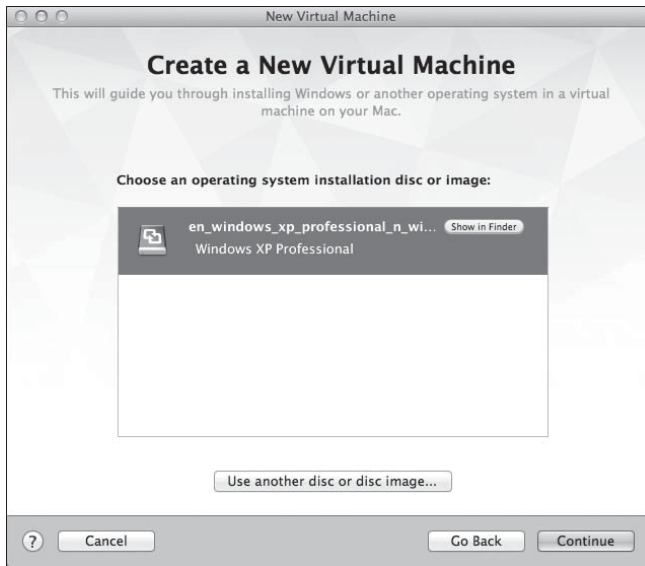 New Virtual Machine
Create a New Virtual Machine
This will guide you through installing Windows or another operating system in a virtual
machine on your Mac.
Choose an operating system installation disc or image:
en_windows_xp_professional_n_wi... Show in Finder
Windows XP Professional
Use another disc or disc image...
? Cancel Go Back Continue